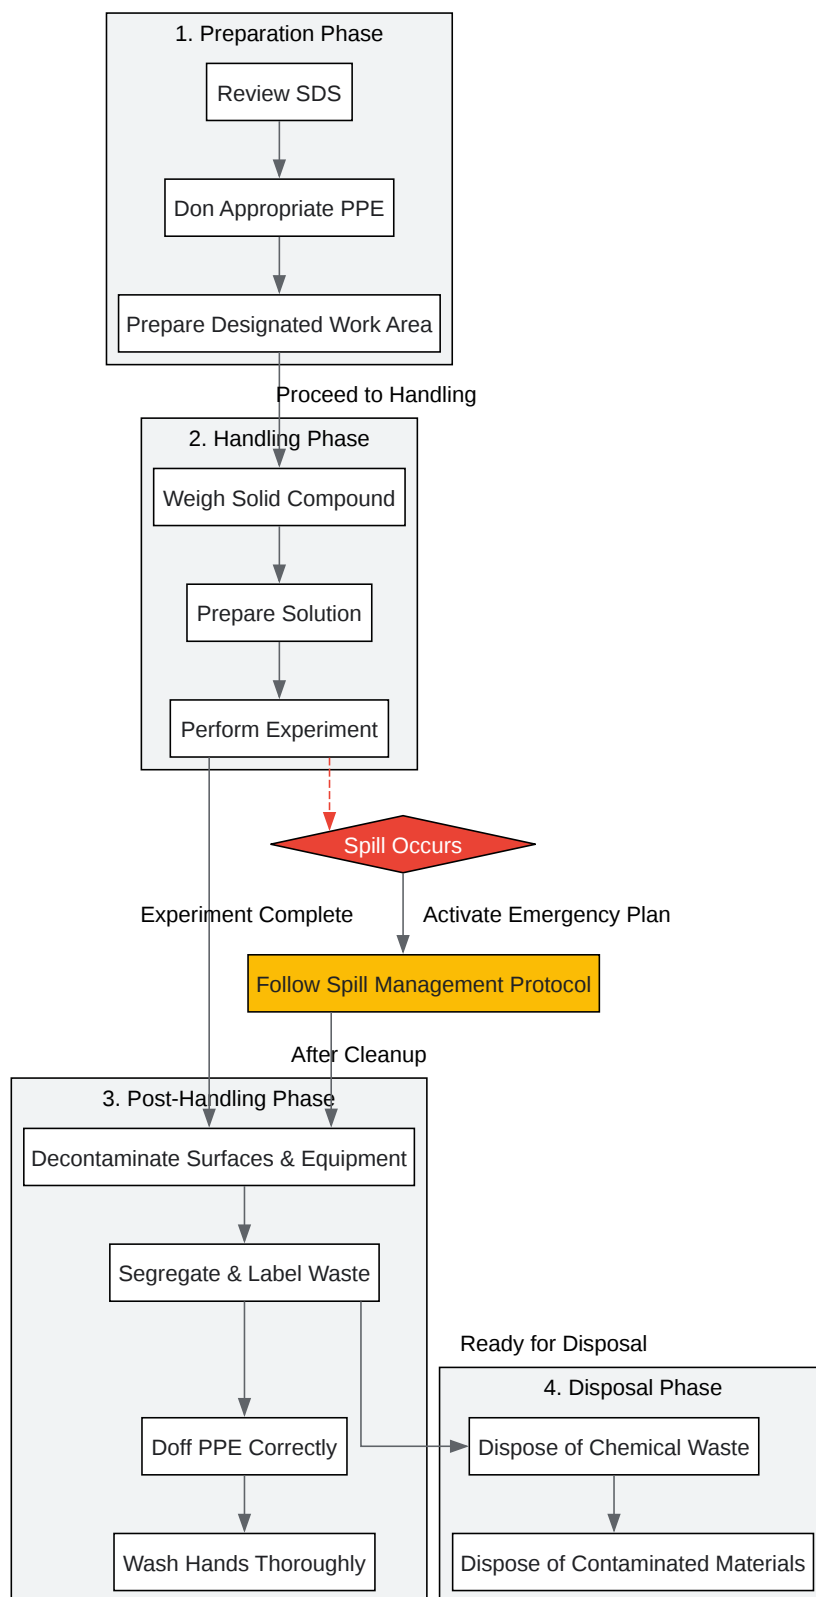 1. Preparation Phase
Review SDS
Don Appropriate PPE
Prepare Designated Work Area
Proceed to Handling
2. Handling Phase
Weigh Solid Compound
Prepare Solution
Perform Experiment
Spill Occurs
Experiment Complete
Activate Emergency Plan
Follow Spill Management Protocol
After Cleanup
3. Post-Handling Phase
Decontaminate Surfaces & Equipment
Segregate & Label Waste
Ready for Disposal
4. Disposal Phase
Doff PPE Correctly
Dispose of Chemical Waste
Wash Hands Thoroughly
Dispose of Contaminated Materials